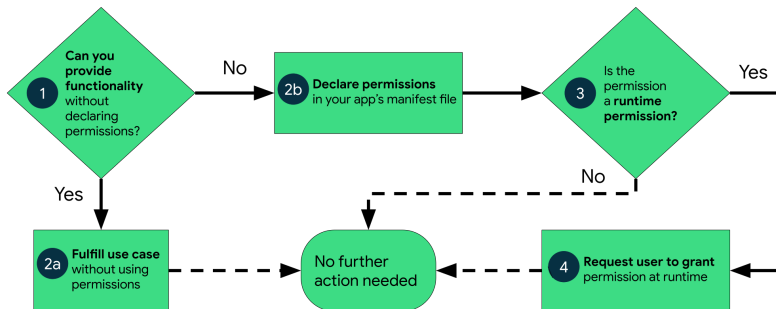 1
Can you
provide
functionality
without
declaring
permissions?
No
2b
Declare permissions
in your app's manifest file
3
Is the
permission
a runtime
permission?
Yes
Yes
No
2a
Fulfill use case
without using
permissions
No further
action needed
4
Request user to grant
permission at runtime